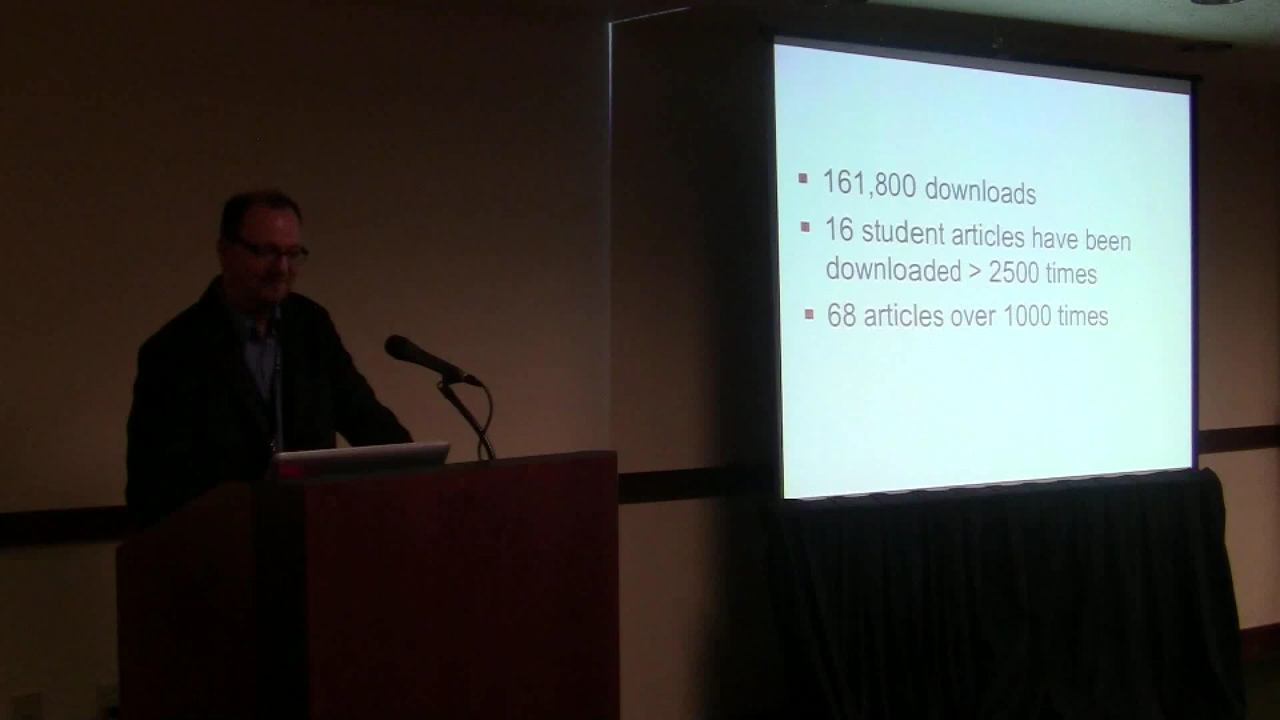 161,800 downloads
16 student articles have been
downloaded > 2500 times
68 articles over 1000 times